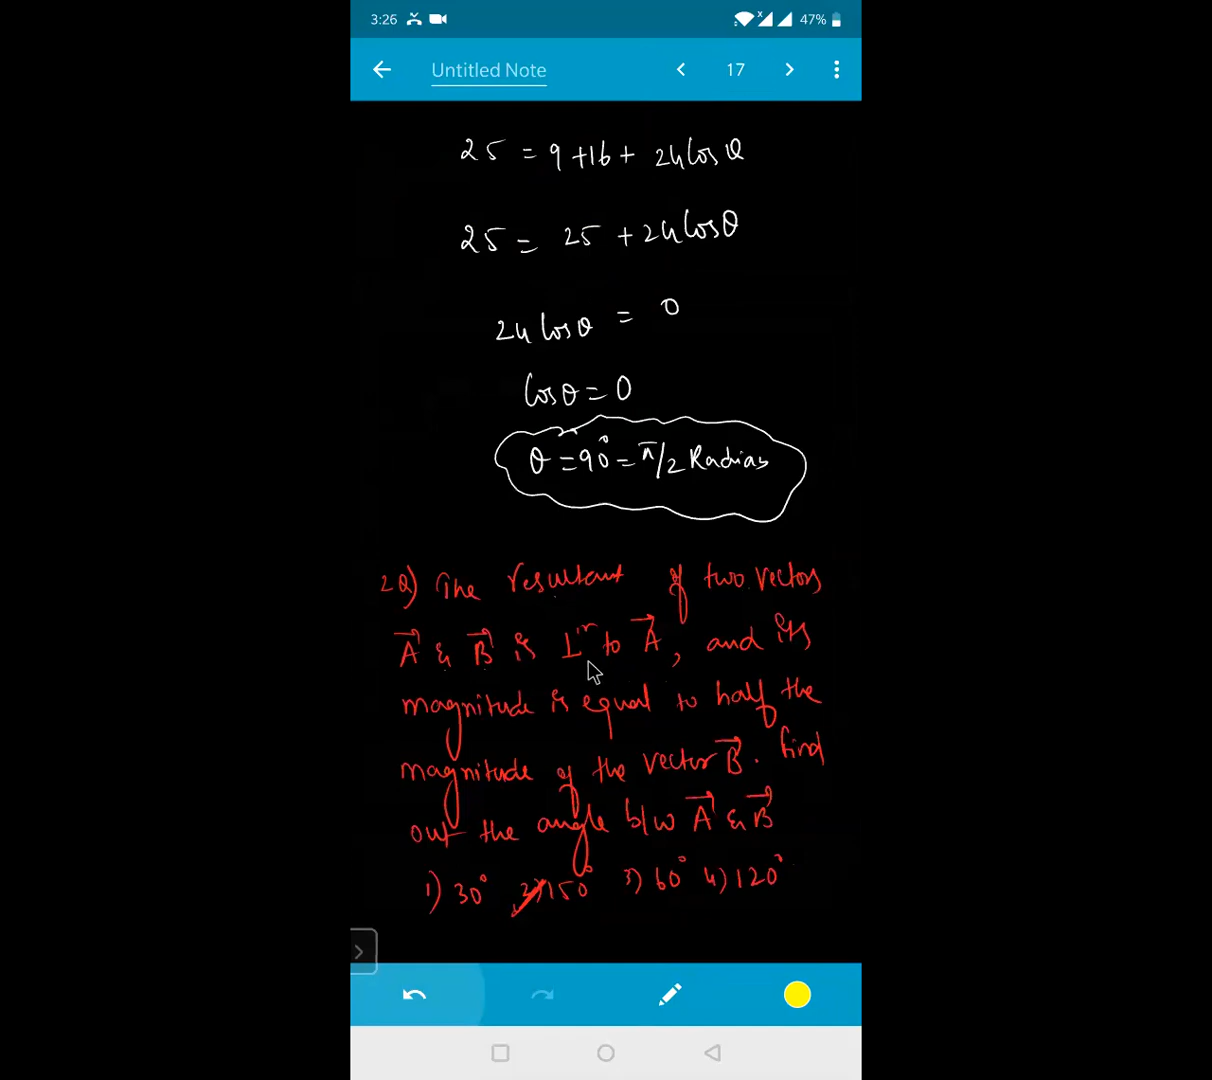 3:26
47%
Untitled Note
17
25 = 9 + 16 + 24 cos θ
25 = 25 + 24 cos θ
24 cos θ = 0
cos θ = 0
θ = 90° = π/2 Radias
2Q) The resultant of two vectors
A⃗ & B⃗ is ⊥ʳ to A⃗, and its
magnitude is equal to half the
magnitude of the vector B⃗. find
out the angle b/w A⃗ & B⃗
1) 30° 2) 150° 3) 60° 4) 120°